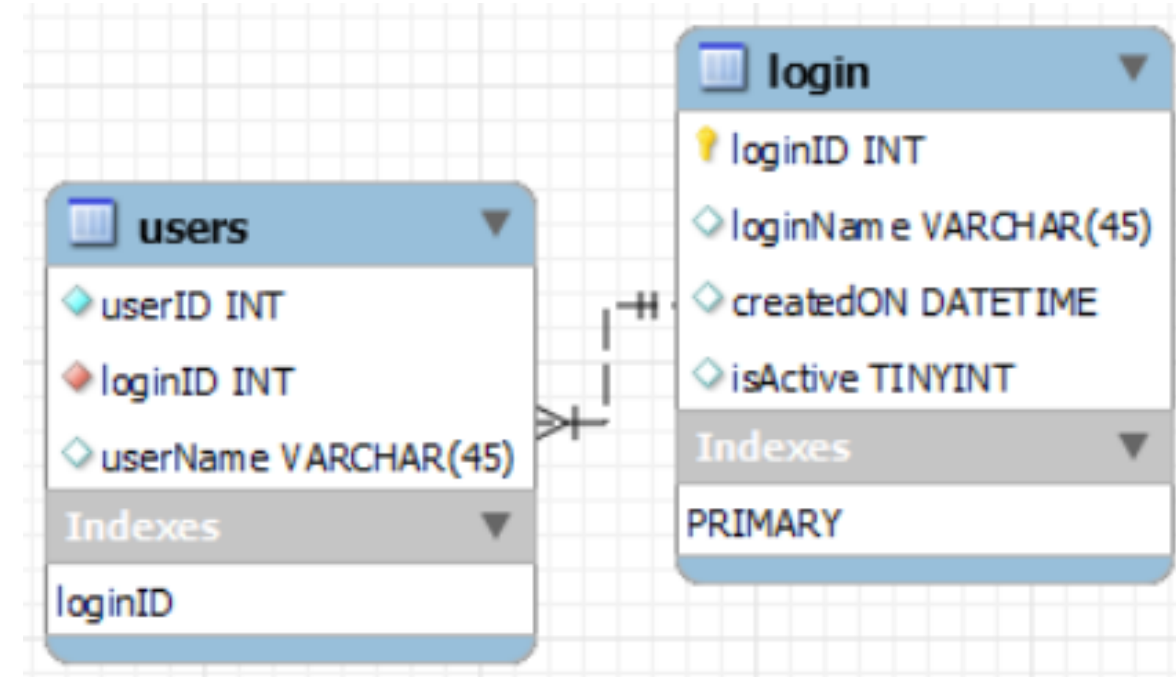 users
userID INT
loginID INT
userName VARCHAR(45)
Indexes
loginID
login
loginID INT
loginName VARCHAR(45)
createdON DATETIME
isActive TINYINT
Indexes
PRIMARY